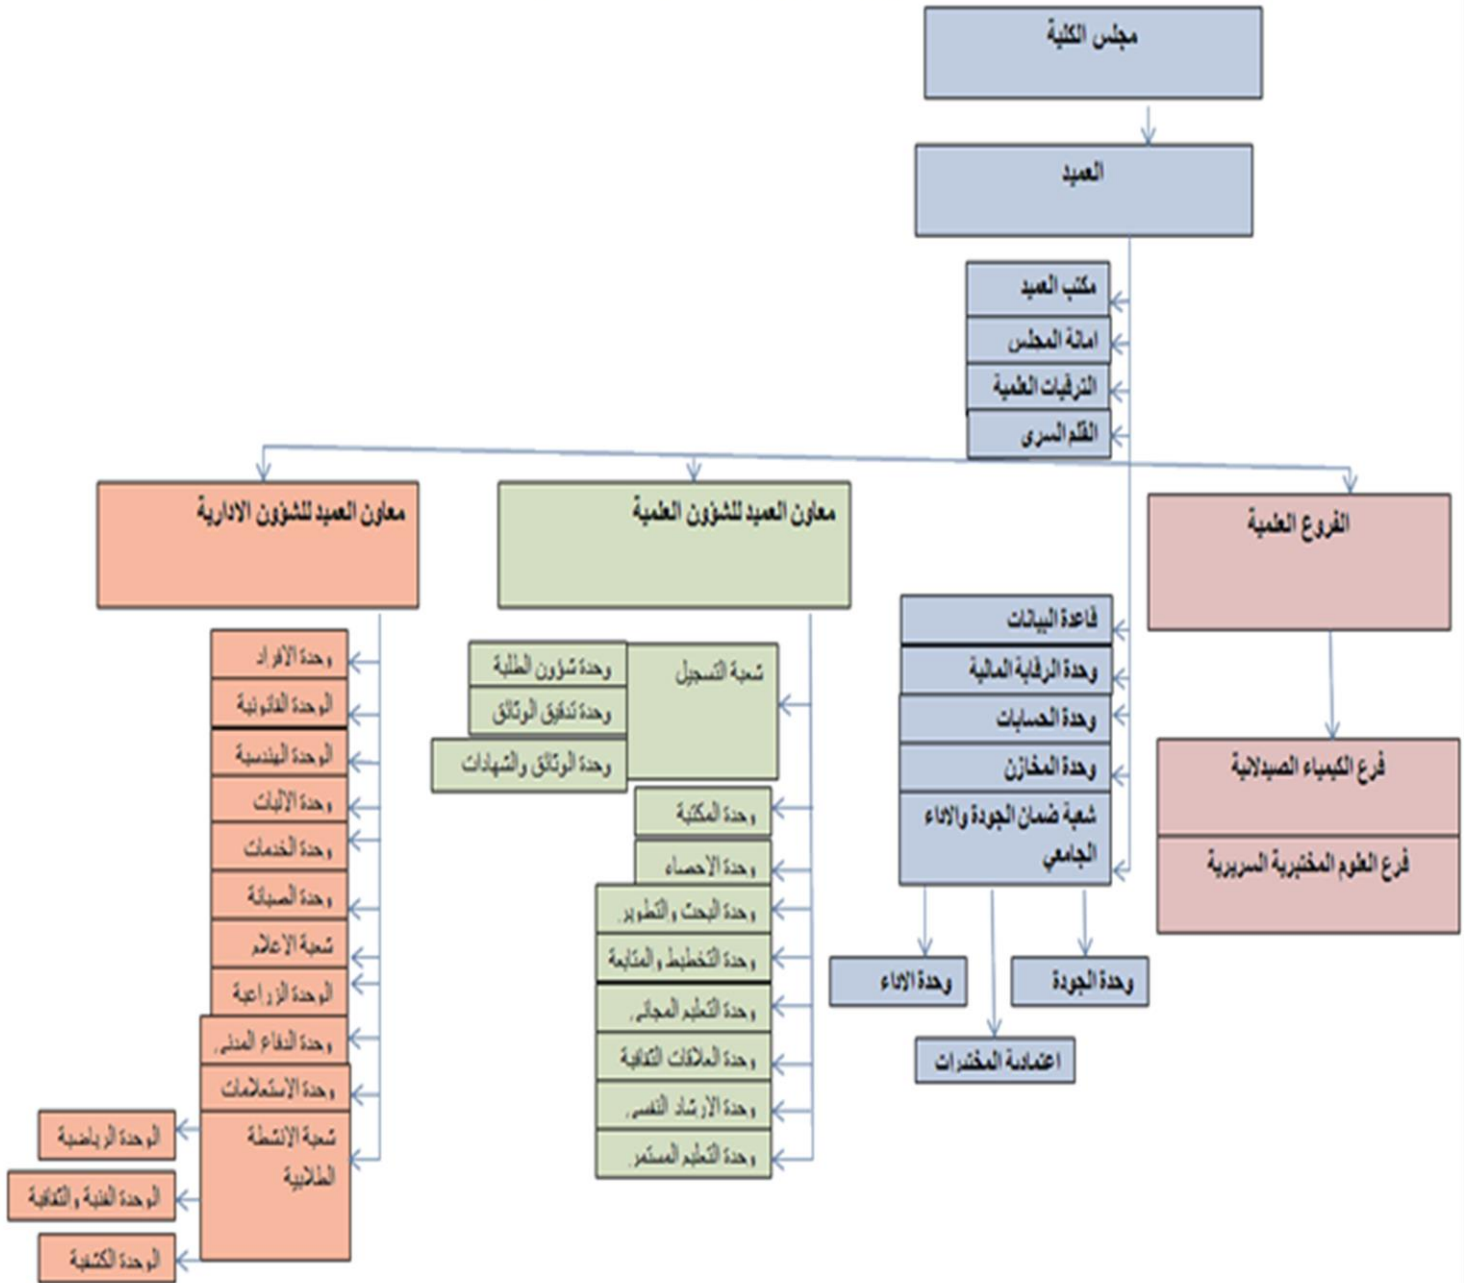 مجلس الكلية
العميد
مكتب العميد
امانة المجلس
الترقيات العلمية
القلم السري
الفروع العلمية
معاون العميد للشؤون العلمية
معاون العميد للشؤون الادارية
فرع الكيمياء الصيدلانية
فرع العلوم المختبرية السريرية
قاعدة البيانات
وحدة الرقابة المالية
وحدة الحسابات
وحدة المخازن
شعبة ضمان الجودة والاداء
الجامعي
وحدة الجودة
وحدة الاداء
اعتمادية المختبرات
شعبة التسجيل
وحدة شؤون الطلبة
وحدة تدقيق الوثائق
وحدة الوثائق والشهادات
وحدة المكتبة
وحدة الاحصاء
وحدة البحث والتطوير
وحدة التخطيط والمتابعة
وحدة التعليم المجاني
وحدة العلاقات الثقافية
وحدة الارشاد النفسي
وحدة التعليم المستمر
وحدة الافراد
الوحدة القانونية
الوحدة الهندسية
وحدة الاليات
وحدة الخدمات
وحدة الصيانة
شعبة الاعلام
الوحدة الزراعية
وحدة الدفاع المدني
وحدة الاستعلامات
شعبة الانشطة
الطلابية
الوحدة الرياضية
الوحدة الفنية والثقافية
الوحدة الكشفية